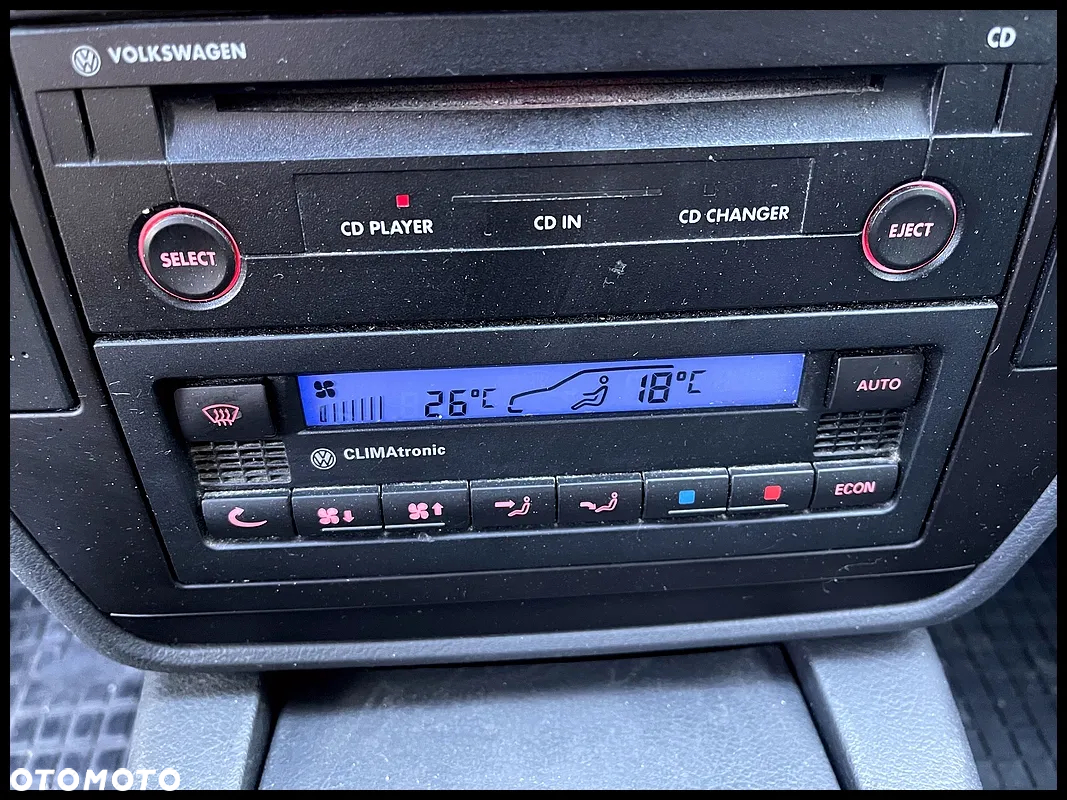 VOLKSWAGEN
CD
CD PLAYER
CD IN
CD CHANGER
SELECT
EJECT
26°C
18°C
AUTO
CLIMAtronic
ECON
OTOMOTO